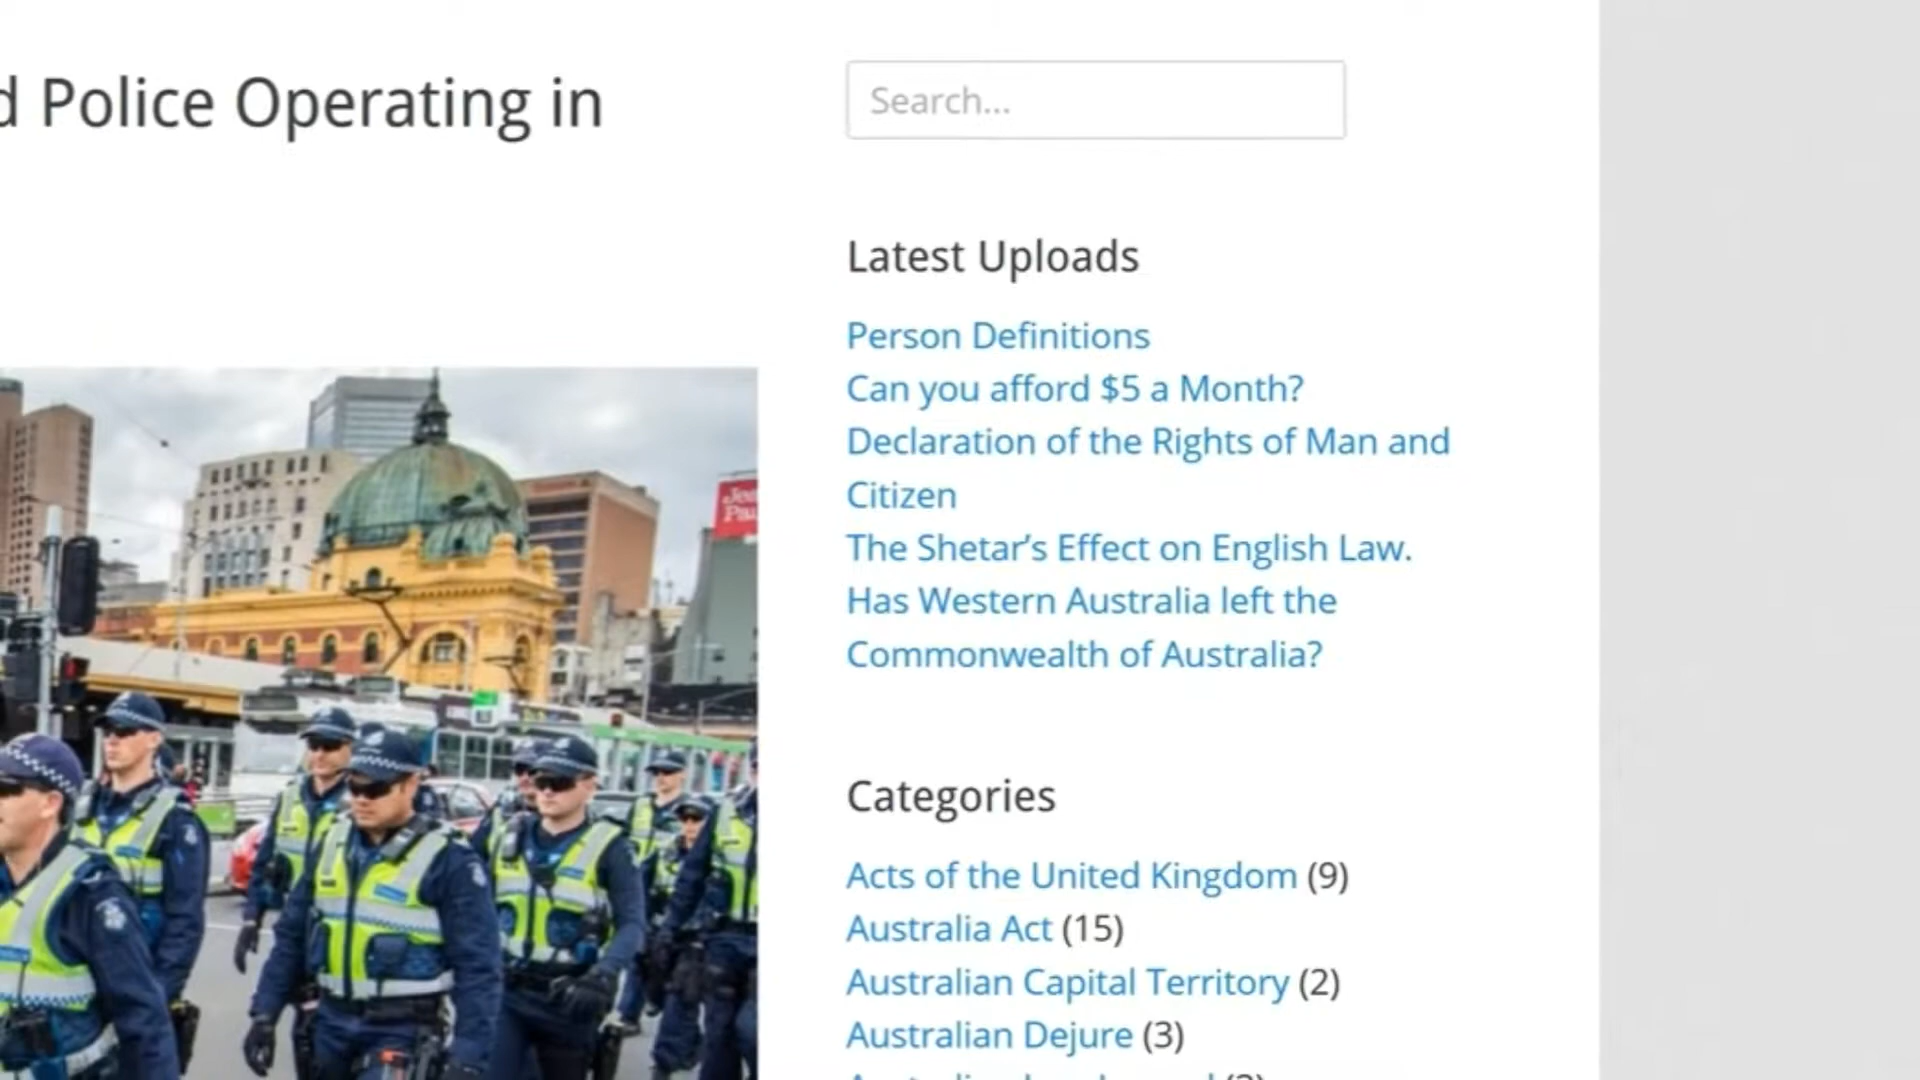 d Police Operating in
Search...
Latest Uploads
Person Definitions
Can you afford $5 a Month?
Declaration of the Rights of Man and
Citizen
The Shetar’s Effect on English Law.
Has Western Australia left the
Commonwealth of Australia?
Categories
Acts of the United Kingdom (9)
Australia Act (15)
Australian Capital Territory (2)
Australian Dejure (3)